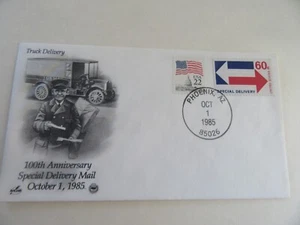 Truck Delivery
22
60¢
SPECIAL DELIVERY
PHOENIX, AZ
OCT
1
1985
85026
100th Anniversary
Special Delivery Mail
October 1, 1985